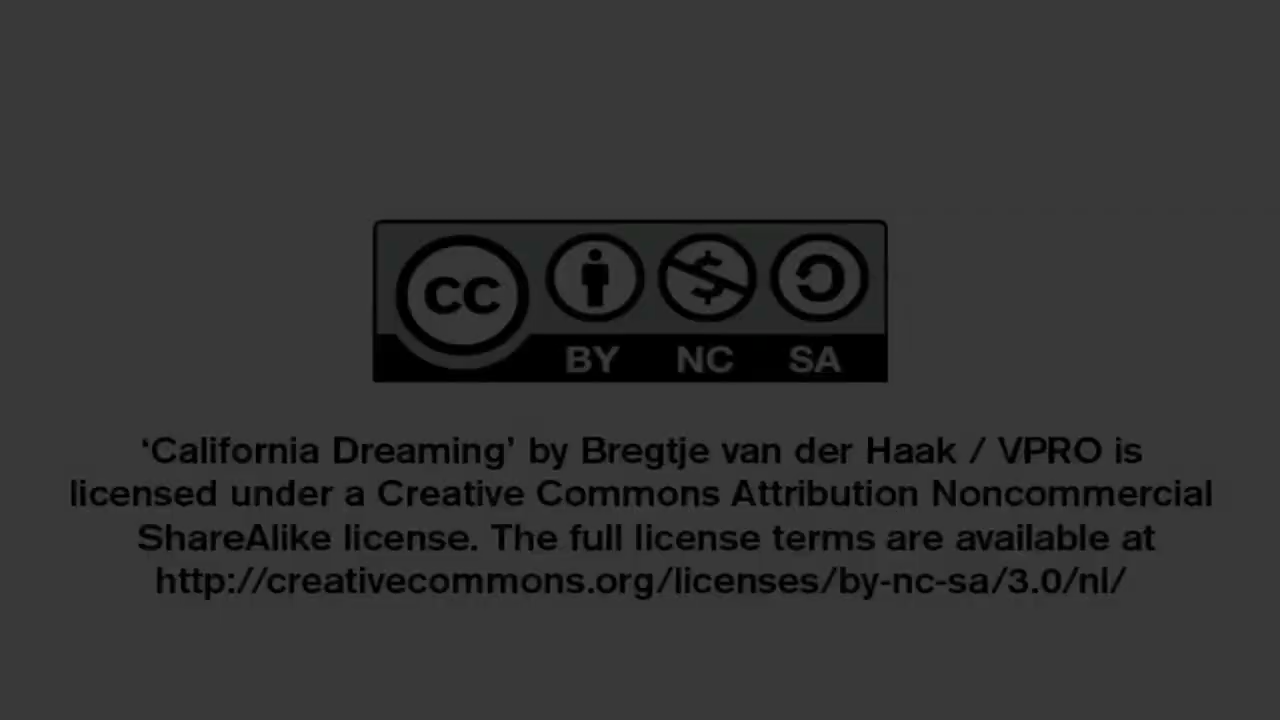 cc
BY NC SA
‘California Dreaming’ by Bregtje van der Haak / VPRO is
licensed under a Creative Commons Attribution Noncommercial
ShareAlike license. The full license terms are available at
http://creativecommons.org/licenses/by-nc-sa/3.0/nl/